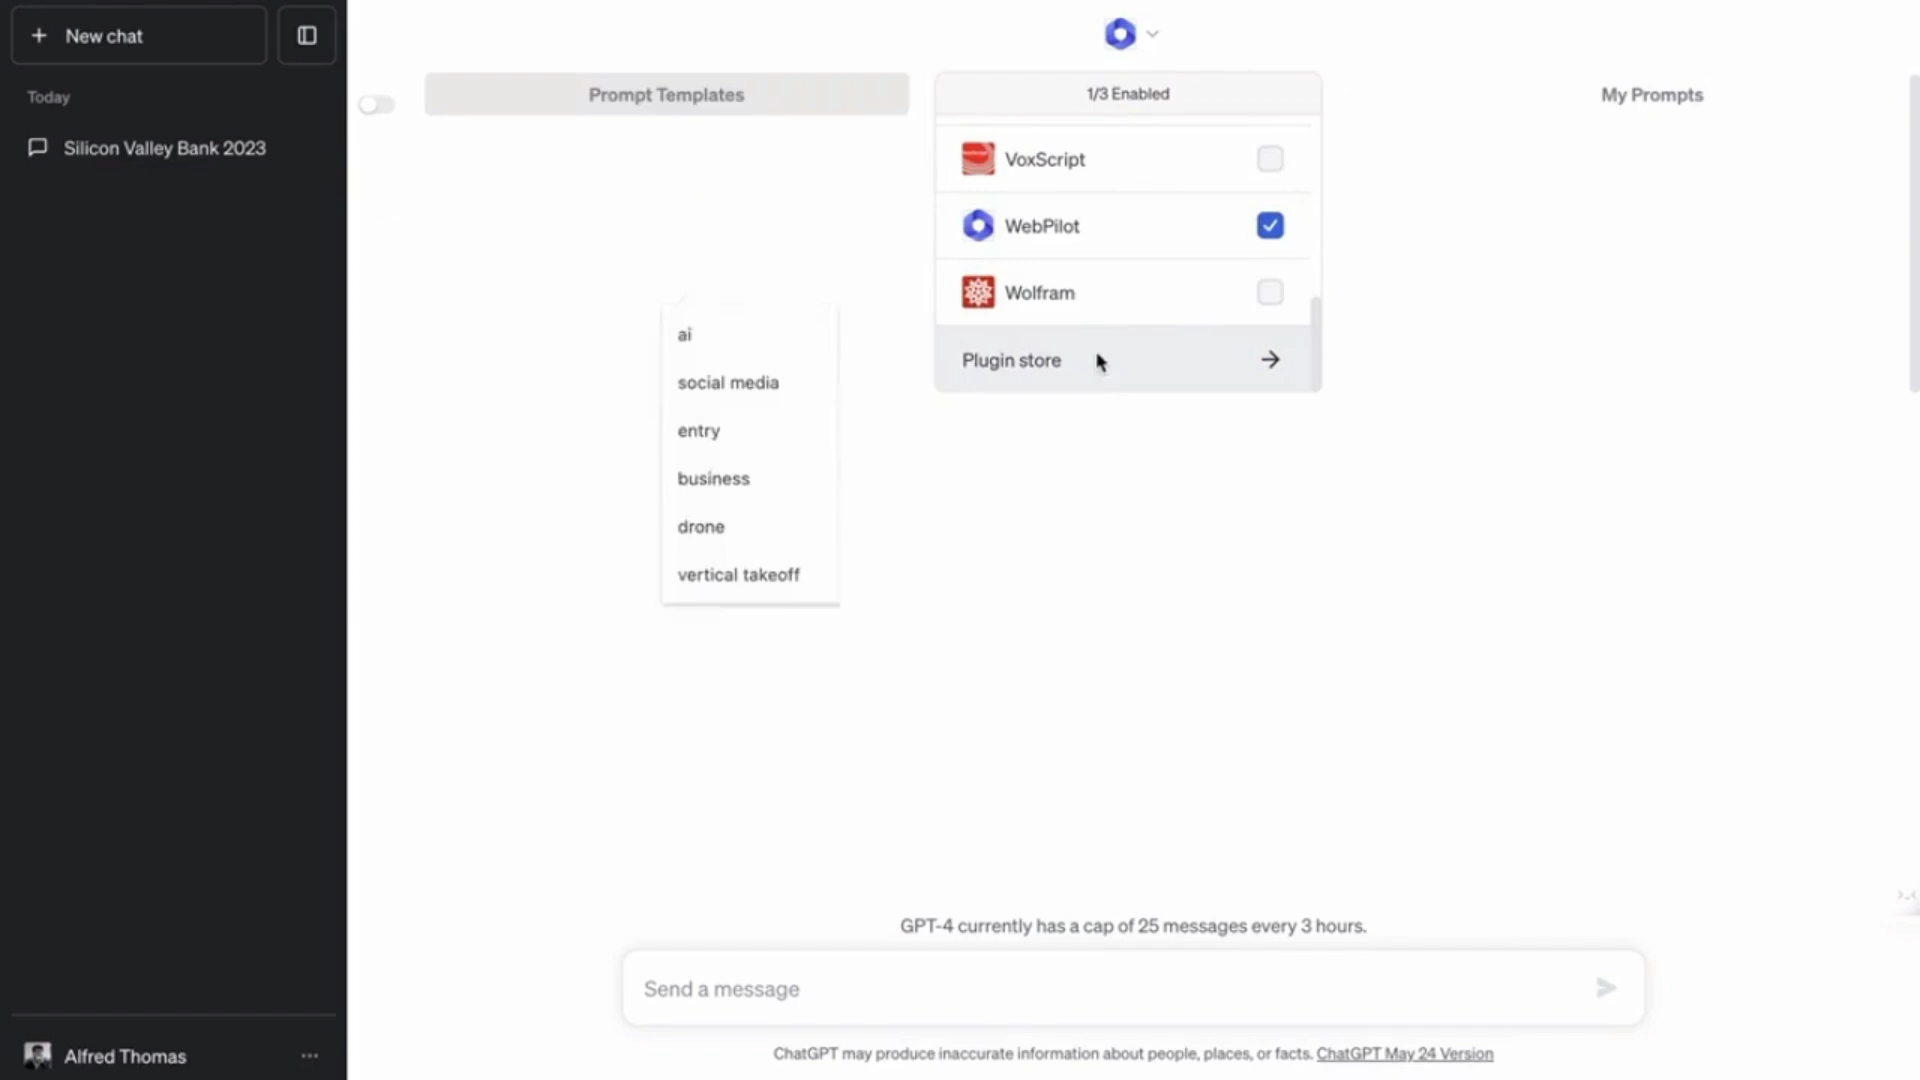 New chat
Today
Silicon Valley Bank 2023
Prompt Templates
1/3 Enabled
My Prompts
VoxScript
WebPilot
Wolfram
Plugin store
ai
social media
entry
business
drone
vertical takeoff
GPT-4 currently has a cap of 25 messages every 3 hours.
Send a message
ChatGPT may produce inaccurate information about people, places, or facts. ChatGPT May 24 Version
Alfred Thomas